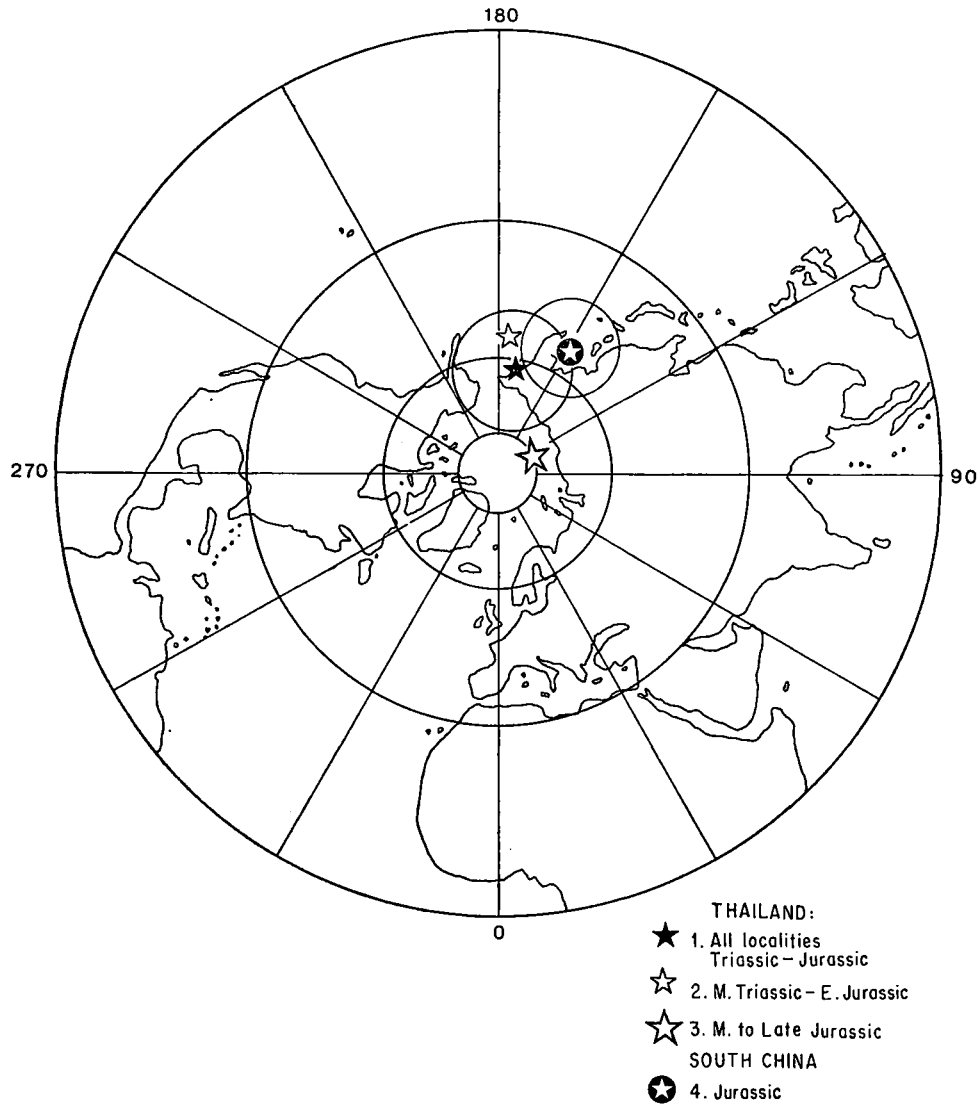 180
270
90
0
THAILAND:
1. All localities
Triassic – Jurassic
2. M. Triassic – E. Jurassic
3. M. to Late Jurassic
SOUTH CHINA
4. Jurassic